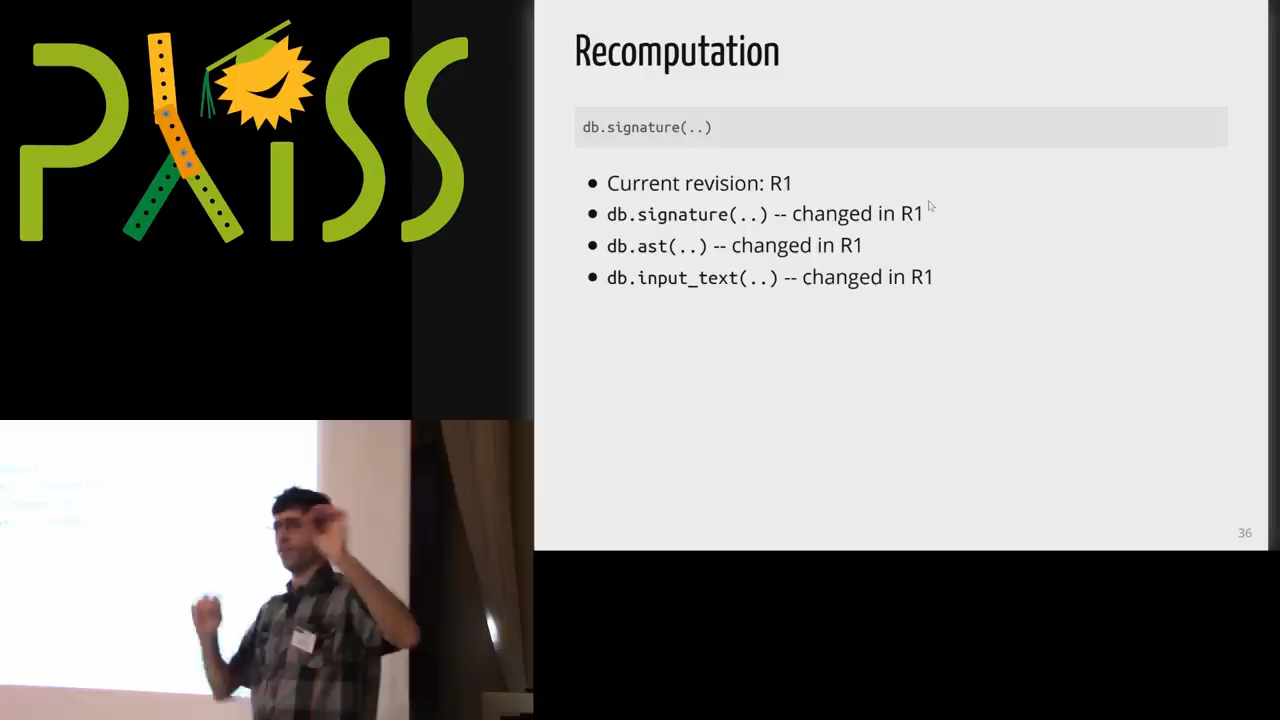 PLISS
Recomputation
db.signature(..)
Current revision: R1
db.signature(..) -- changed in R1
db.ast(..) -- changed in R1
db.input_text(..) -- changed in R1
36